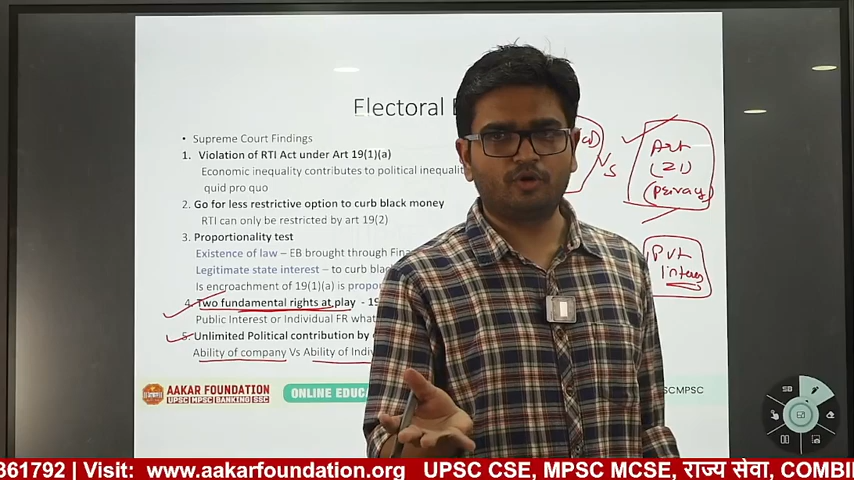 Electoral
• Supreme Court Findings
1. Violation of RTI Act under Art 19(1)(a)
Economic inequality contributes to political inequalit
quid pro quo
2. Go for less restrictive option to curb black money
RTI can only be restricted by art 19(2)
3. Proportionality test
Existence of law – EB brought through Fina
Legitimate state interest – to curb blac
Is encroachment of 19(1)(a) is propo
4. Two fundamental rights at play - 19
Public Interest or Individual FR what
5. Unlimited Political contribution by
Ability of company Vs Ability of Indiv
VS
Art
(21)
(privacy)
Pvt
interes
AAKAR FOUNDATION
UPSC MPSC BANKING SSC
ONLINE EDUC
SCMPSC
SD
361792 | Visit: www.aakarfoundation.org UPSC CSE, MPSC MCSE, राज्य सेवा, COMBI